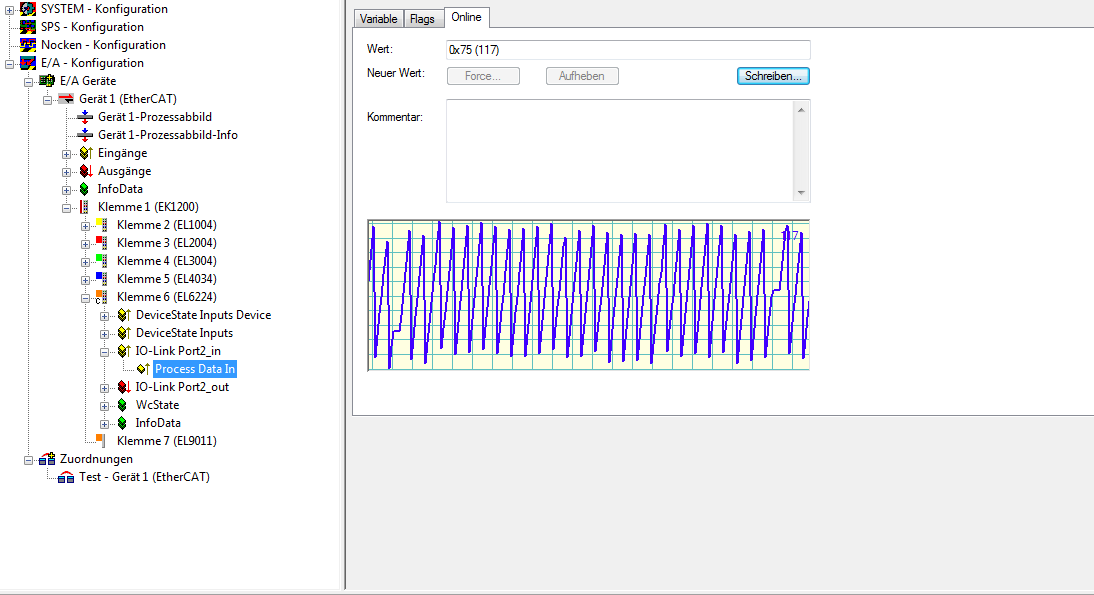 SYSTEM - Konfiguration
SPS - Konfiguration
Nocken - Konfiguration
E/A - Konfiguration
E/A Geräte
Gerät 1 (EtherCAT)
Gerät 1-Prozessabbild
Gerät 1-Prozessabbild-Info
Eingänge
Ausgänge
InfoData
Klemme 1 (EK1200)
Klemme 2 (EL1004)
Klemme 3 (EL2004)
Klemme 4 (EL3004)
Klemme 5 (EL4034)
Klemme 6 (EL6224)
DeviceState Inputs Device
DeviceState Inputs
IO-Link Port2_in
Process Data In
IO-Link Port2_out
WcState
InfoData
Klemme 7 (EL9011)
Zuordnungen
Test - Gerät 1 (EtherCAT)
Variable Flags Online
Wert: 0x75 (117)
Neuer Wert: Force... Aufheben Schreiben...
Kommentar: